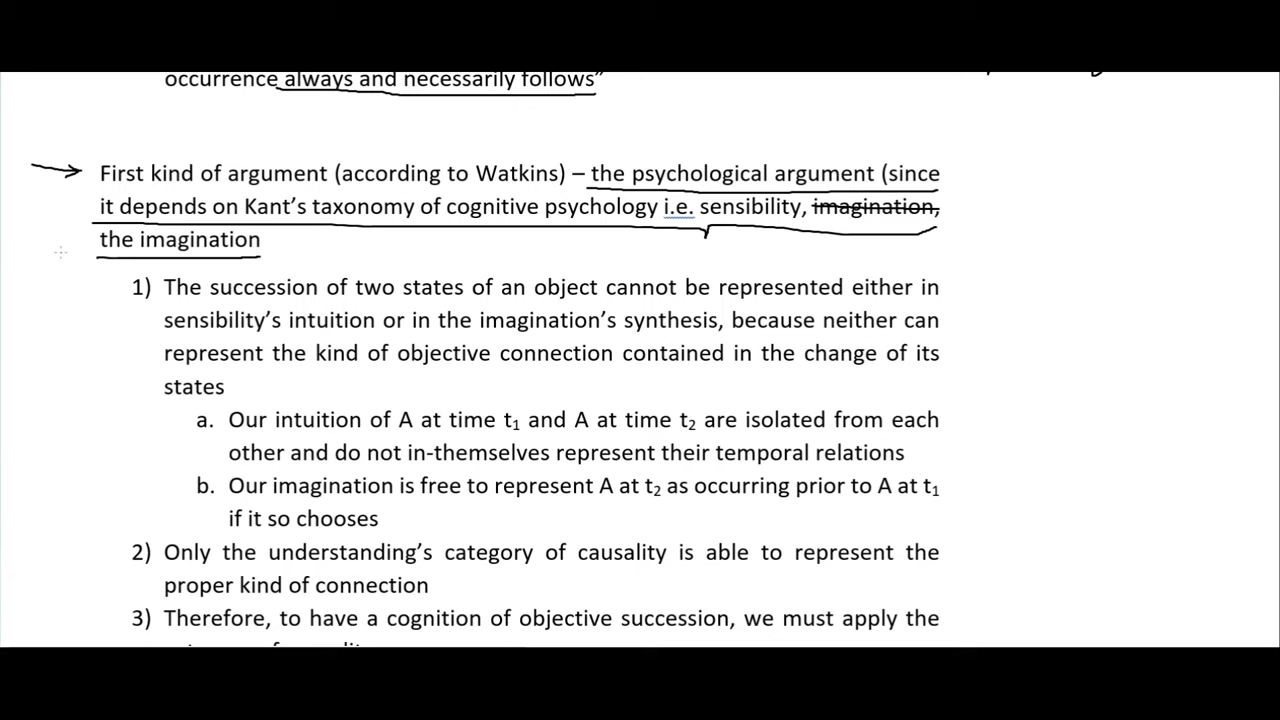 occurrence always and necessarily follows”
First kind of argument (according to Watkins) – the psychological argument (since
it depends on Kant’s taxonomy of cognitive psychology i.e. sensibility, imagination,
the imagination
1) The succession of two states of an object cannot be represented either in
sensibility’s intuition or in the imagination’s synthesis, because neither can
represent the kind of objective connection contained in the change of its
states
a. Our intuition of A at time t₁ and A at time t₂ are isolated from each
other and do not in-themselves represent their temporal relations
b. Our imagination is free to represent A at t₂ as occurring prior to A at t₁
if it so chooses
2) Only the understanding’s category of causality is able to represent the
proper kind of connection
3) Therefore, to have a cognition of objective succession, we must apply the